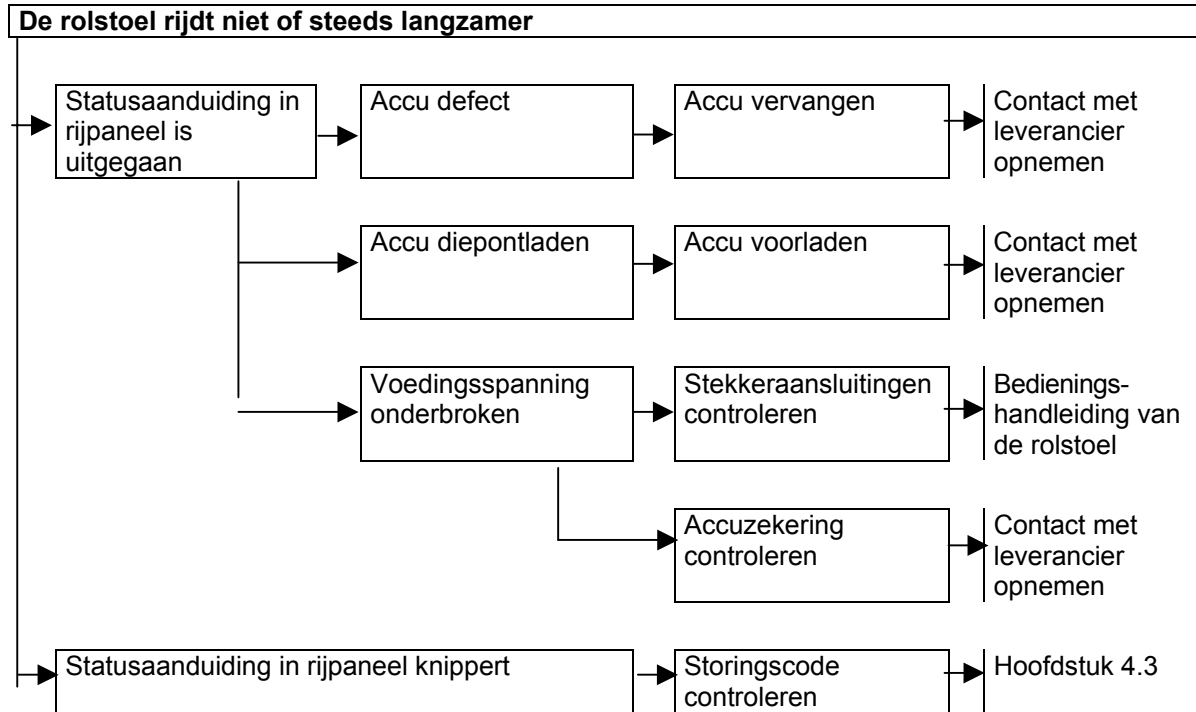 De rolstoel rijdt niet of steeds langzamer
Statusaanduiding in
rijpaneel is
uitgegaan
Accu defect
Accu vervangen
Contact met
leverancier
opnemen
Accu diepontladen
Accu voorladen
Contact met
leverancier
opnemen
Voedingsspanning
onderbroken
Stekkeraansluitingen
controleren
Bedienings-
handleiding van
de rolstoel
Accuzekering
controleren
Contact met
leverancier
opnemen
Statusaanduiding in rijpaneel knippert
Storingscode
controleren
Hoofdstuk 4.3